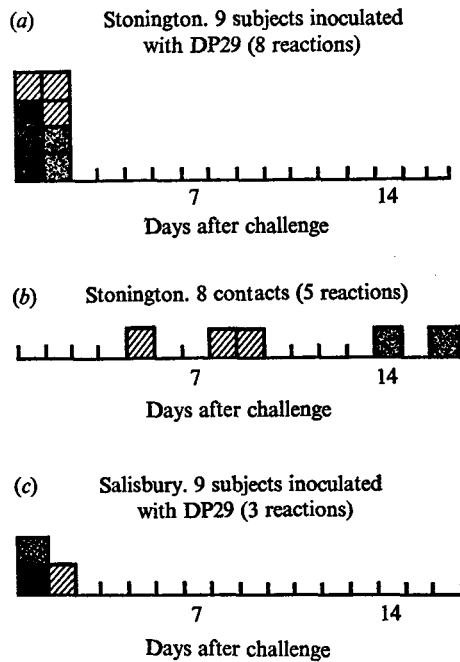 (a) Stonington. 9 subjects inoculated
with DP29 (8 reactions)
7 14
Days after challenge
(b) Stonington. 8 contacts (5 reactions)
7 14
Days after challenge
(c) Salisbury. 9 subjects inoculated
with DP29 (3 reactions)
7 14
Days after challenge